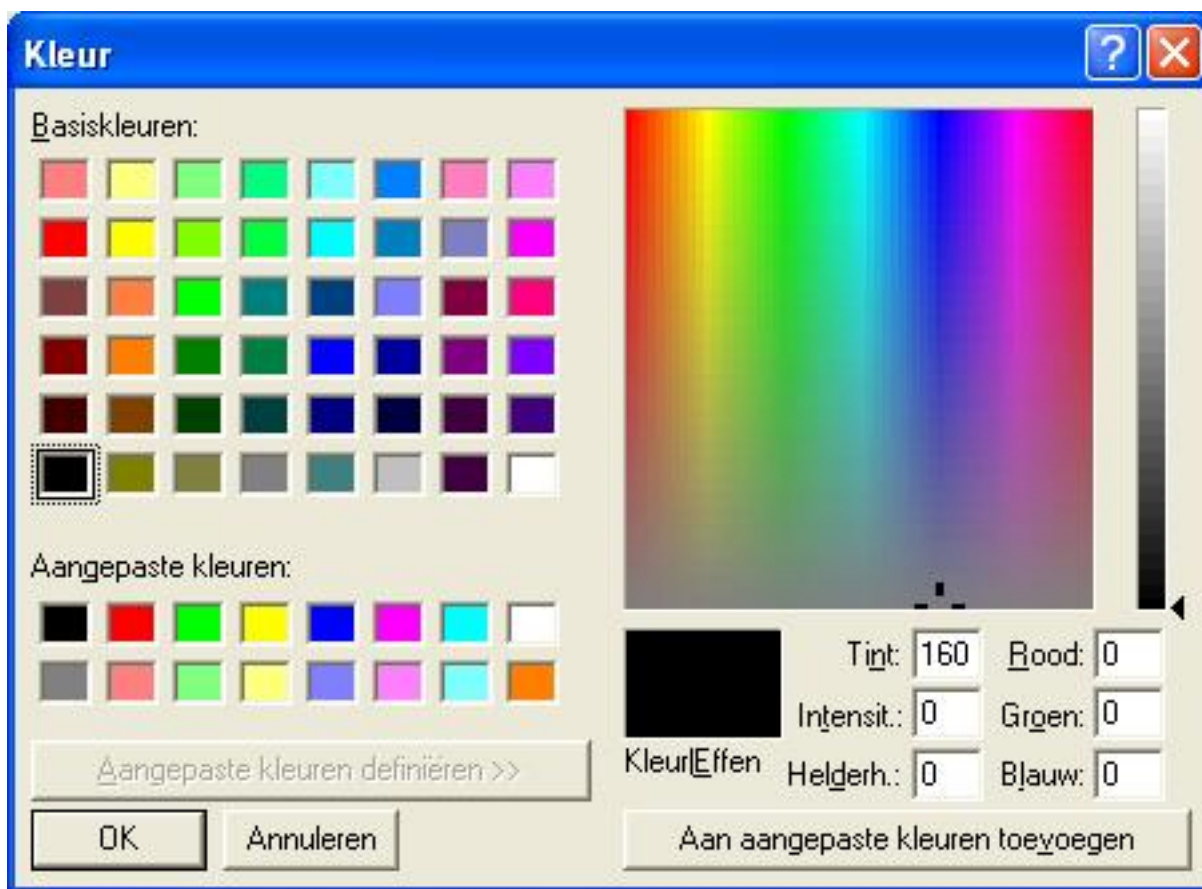 Kleur
Basiskleuren:
Aangepaste kleuren:
Aangepaste kleuren definiëren >>
OK Annuleren
Tint: 160 Rood: 0
Intensit.: 0 Groen: 0
Kleur|Effen Helderh.: 0 Blauw: 0
Aan aangepaste kleuren toevoegen